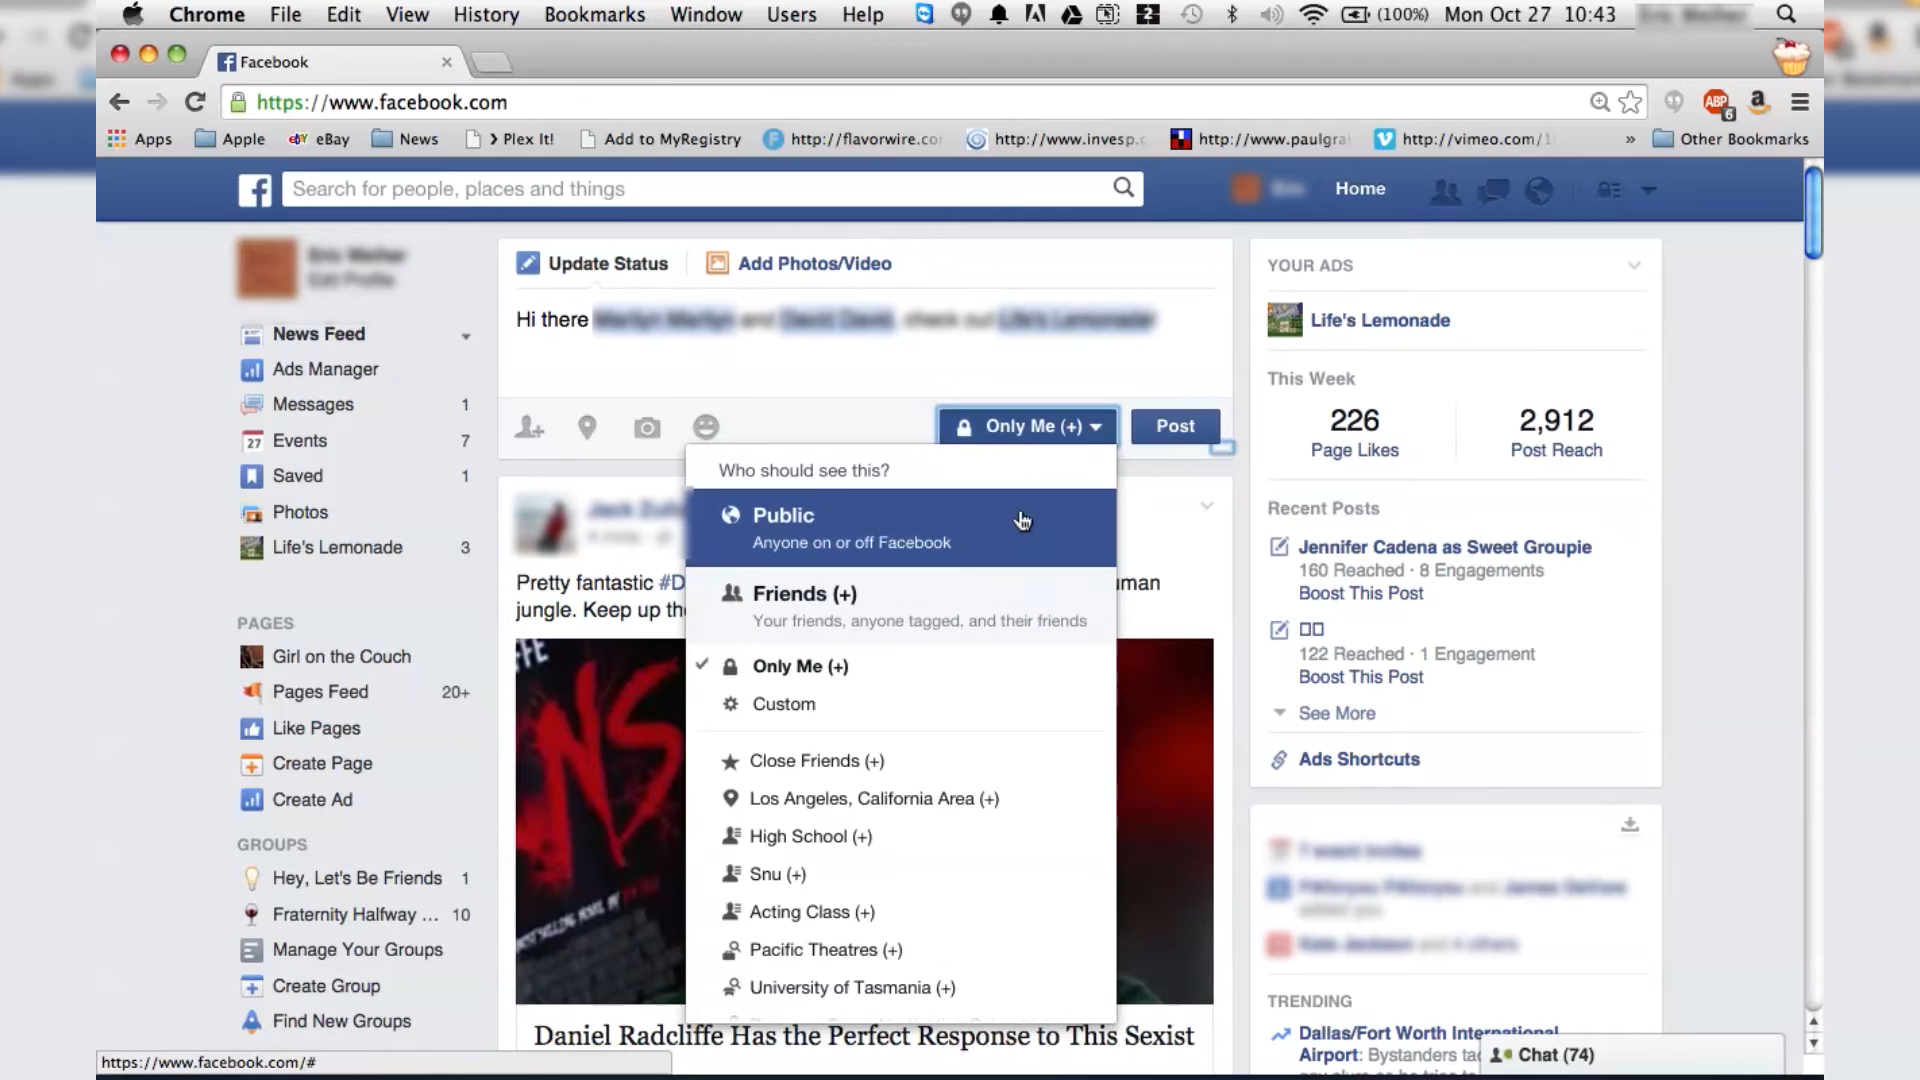 Chrome File Edit View History Bookmarks Window Users Help (100%) Mon Oct 27 10:43
Facebook
https://www.facebook.com
ABP 6
Apps Apple eBay News > Plex It! Add to MyRegistry http://flavorwire.co http://www.invesp.c http://www.paulgra http://vimeo.com/1 » Other Bookmarks
Search for people, places and things
Home
Update Status
Add Photos/Video
Hi there
Only Me (+)
Post
Who should see this?
Public
Anyone on or off Facebook
Friends (+)
Your friends, anyone tagged, and their friends
Only Me (+)
Custom
Close Friends (+)
Los Angeles, California Area (+)
High School (+)
Snu (+)
Acting Class (+)
Pacific Theatres (+)
University of Tasmania (+)
News Feed
Ads Manager
Messages 1
27 Events 7
Saved 1
Photos
Life's Lemonade 3
PAGES
Girl on the Couch
Pages Feed 20+
Like Pages
Create Page
Create Ad
GROUPS
Hey, Let's Be Friends 1
Fraternity Halfway ... 10
Manage Your Groups
Create Group
Find New Groups
Pretty fantastic
jungle. Keep up
Daniel Radcliffe Has the Perfect Response to This Sexist
YOUR ADS
Life's Lemonade
This Week
226 2,912
Page Likes Post Reach
Recent Posts
Jennifer Cadena as Sweet Groupie
160 Reached · 8 Engagements
Boost This Post
122 Reached · 1 Engagement
Boost This Post
See More
Ads Shortcuts
TRENDING
Dallas/Fort Worth International
Airport: Bystanders
Chat (74)
https://www.facebook.com/#